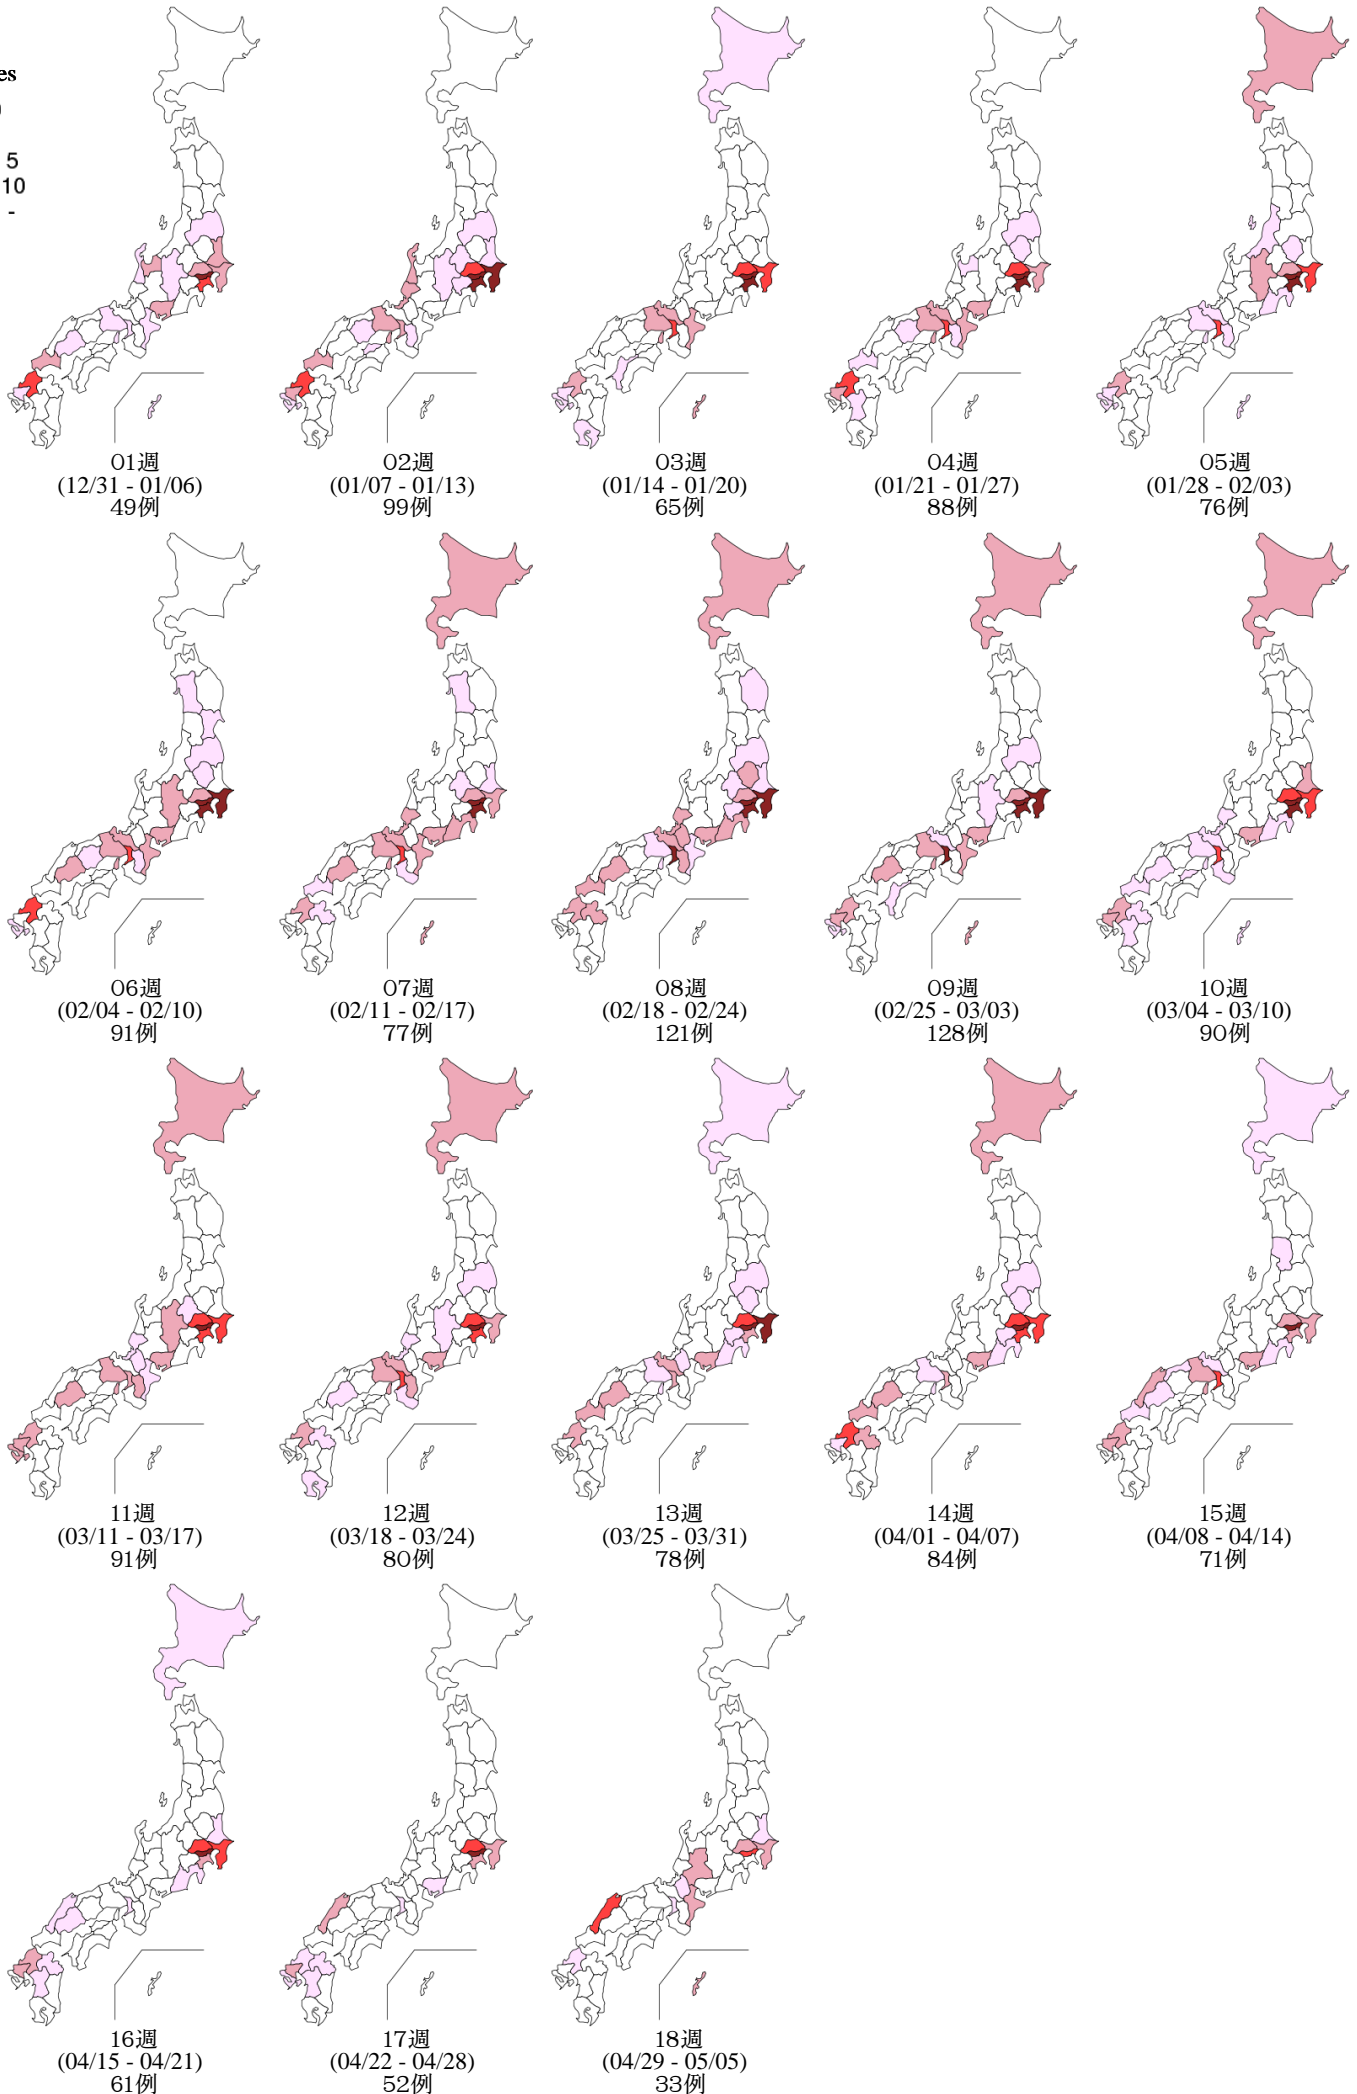 es
5
10
-
01週
(12/31 - 01/06)
49例
02週
(01/07 - 01/13)
99例
03週
(01/14 - 01/20)
65例
04週
(01/21 - 01/27)
88例
05週
(01/28 - 02/03)
76例
06週
(02/04 - 02/10)
91例
07週
(02/11 - 02/17)
77例
08週
(02/18 - 02/24)
121例
09週
(02/25 - 03/03)
128例
10週
(03/04 - 03/10)
90例
11週
(03/11 - 03/17)
91例
12週
(03/18 - 03/24)
80例
13週
(03/25 - 03/31)
78例
14週
(04/01 - 04/07)
84例
15週
(04/08 - 04/14)
71例
16週
(04/15 - 04/21)
61例
17週
(04/22 - 04/28)
52例
18週
(04/29 - 05/05)
33例